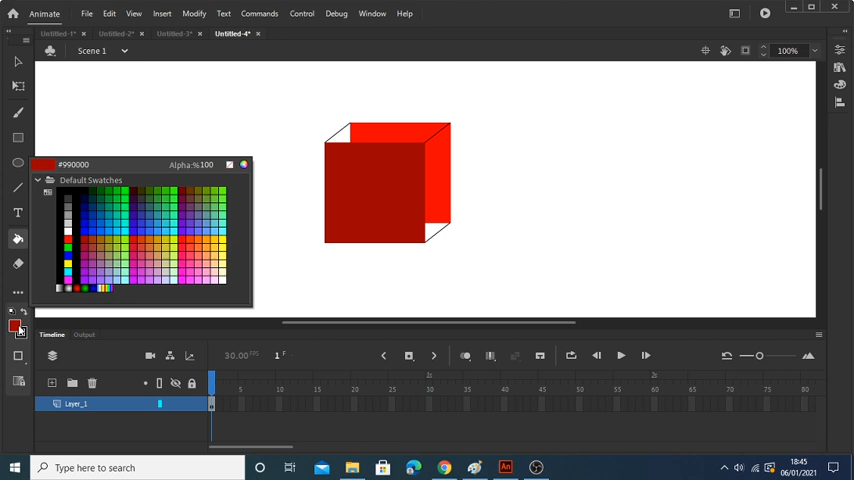 Animate File Edit View Insert Modify Text Commands Control Debug Window Help
Untitled-1* × Untitled-2* × Untitled-3* × Untitled-4* ×
Scene 1 100%
#990000 Alpha:% 100
Default Swatches
T
Timeline Output
30.00 FPS 1 F
1s 2s
5 10 15 20 25 30 35 40 45 50 55 60 65 70 75 80
Layer_1
Type here to search An 18:45
06/01/2021